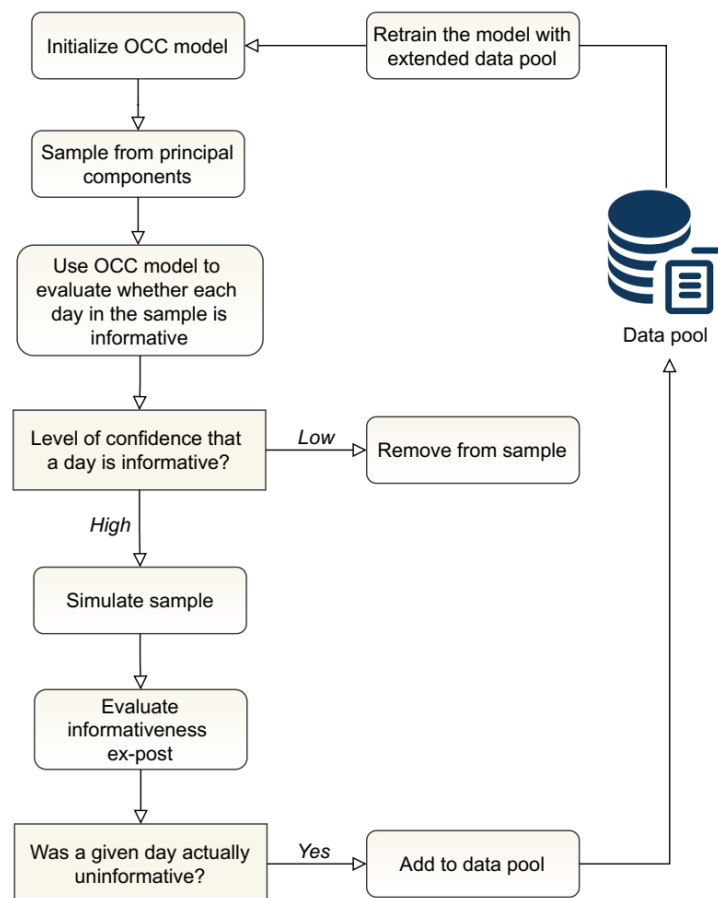 Initialize OCC model
Retrain the model with
extended data pool
Sample from principal
components
Use OCC model to
evaluate whether each
day in the sample is
informative
Data pool
Level of confidence that
a day is informative?
Low
Remove from sample
High
Simulate sample
Evaluate
informativeness
ex-post
Was a given day actually
uninformative?
Yes
Add to data pool